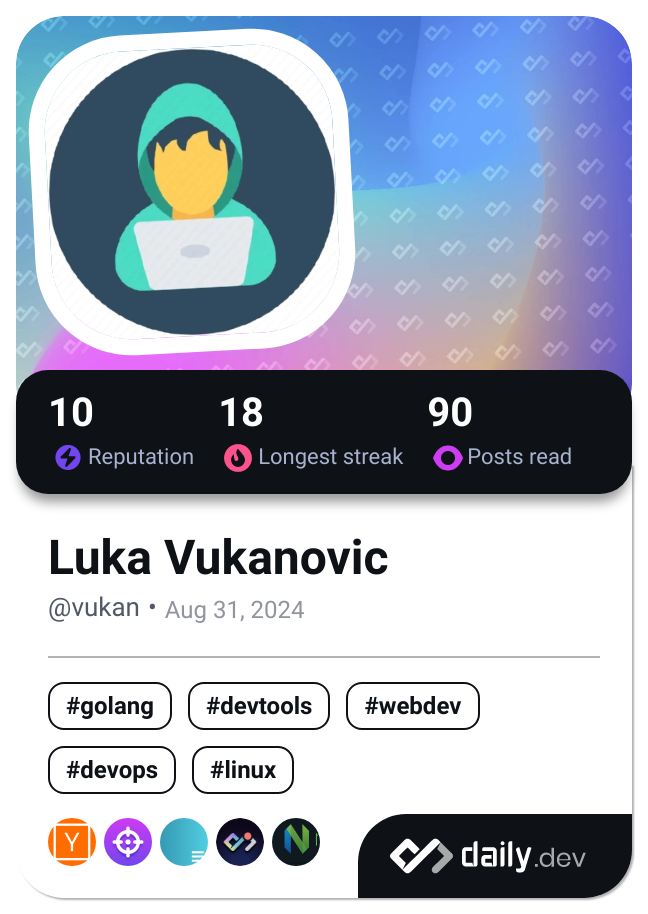 10 18 90
Reputation Longest streak Posts read
Luka Vukanovic
@vukan • Aug 31, 2024
#golang #devtools #webdev
#devops #linux
Y N
daily.dev